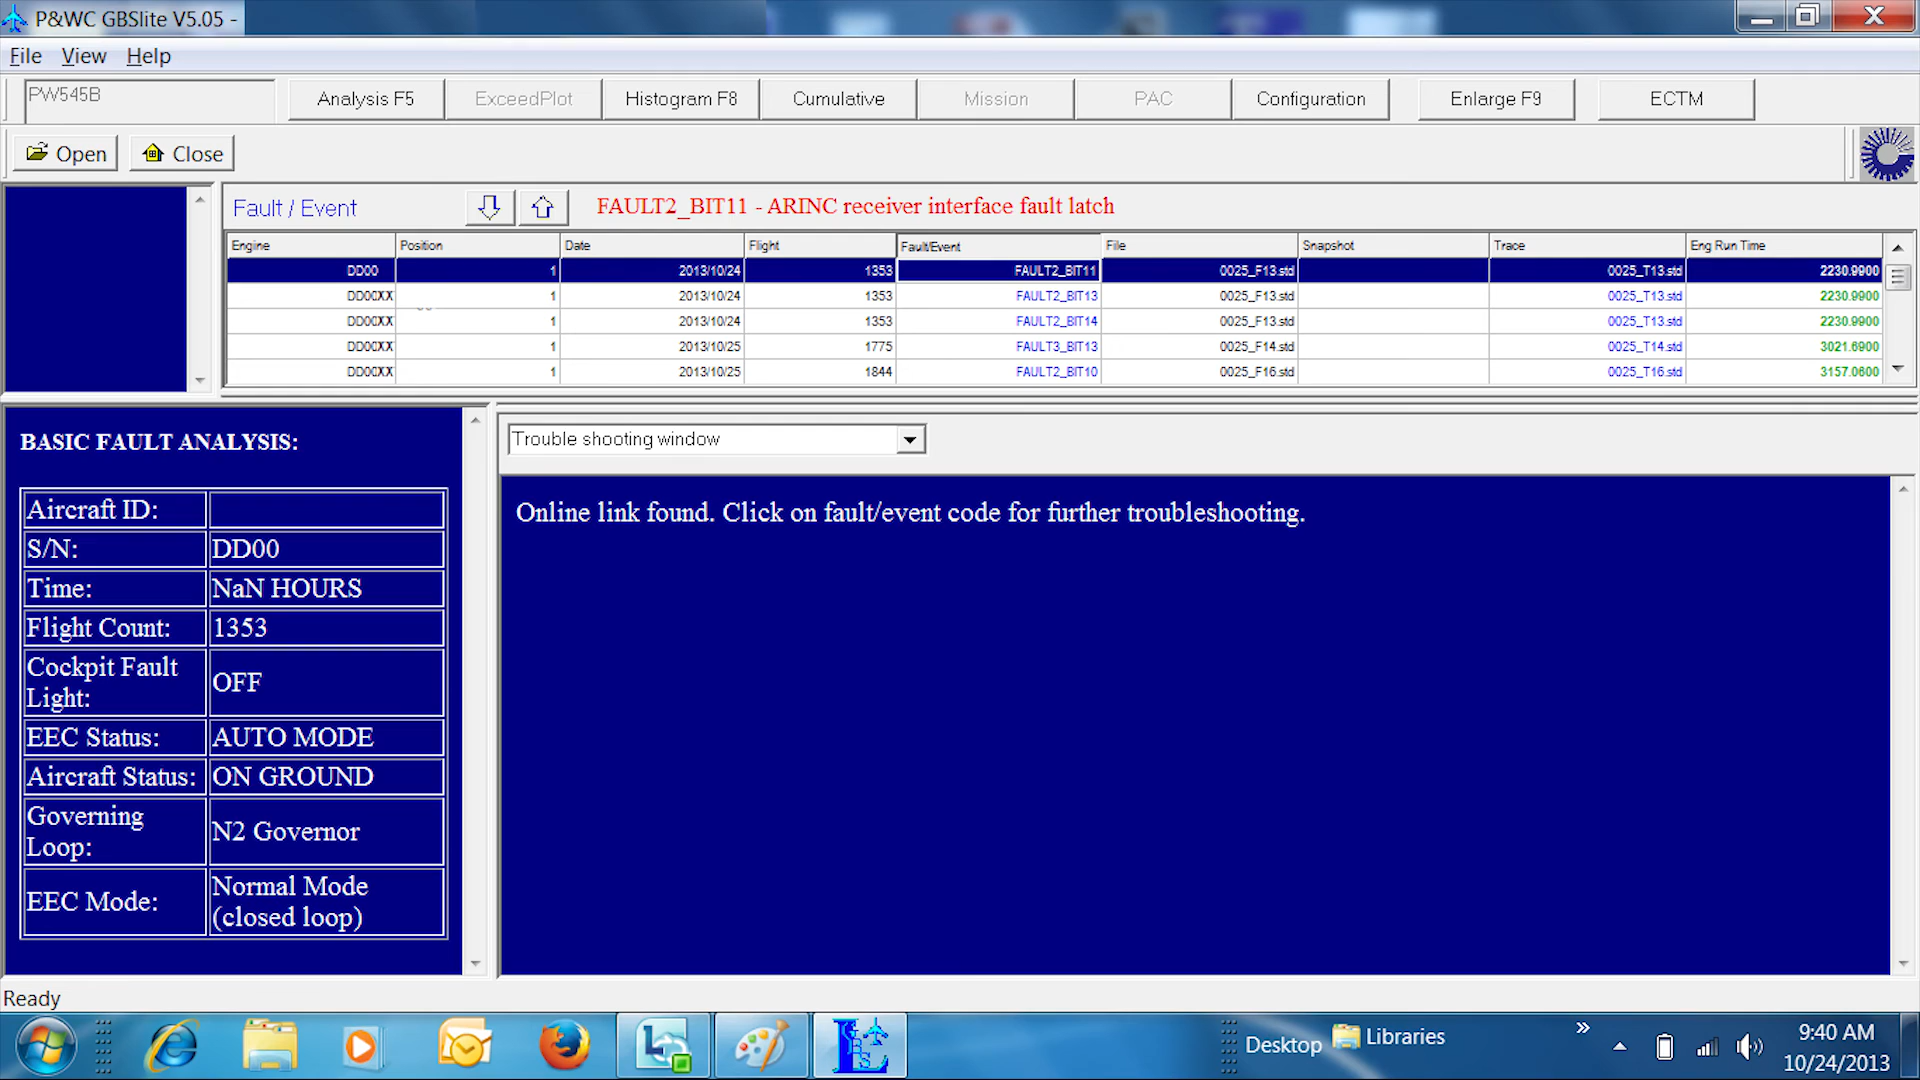 P&WC GBSlite V5.05 -
File View Help
PW545B Analysis F5 ExceedPlot Histogram F8 Cumulative Mission PAC Configuration Enlarge F9 ECTM
Open Close
Fault / Event FAULT2_BIT11 - ARINC receiver interface fault latch
Engine Position Date Flight Fault/Event File Snapshot Trace Eng Run Time
DD00 1 2013/10/24 1353 FAULT2_BIT11 0025_F13.std 0025_T13.std 2230.9900
DD00XX 1 2013/10/24 1353 FAULT2_BIT13 0025_F13.std 0025_T13.std 2230.9900
DD00XX 1 2013/10/24 1353 FAULT2_BIT14 0025_F13.std 0025_T13.std 2230.9900
DD00XX 1 2013/10/25 1775 FAULT3_BIT13 0025_F14.std 0025_T14.std 3021.6900
DD00XX 1 2013/10/25 1844 FAULT2_BIT10 0025_F16.std 0025_T16.std 3157.0600
BASIC FAULT ANALYSIS:
Aircraft ID:
S/N: DD00
Time: NaN HOURS
Flight Count: 1353
Cockpit Fault
Light: OFF
EEC Status: AUTO MODE
Aircraft Status: ON GROUND
Governing
Loop: N2 Governor
EEC Mode: Normal Mode
(closed loop)
Trouble shooting window
Online link found. Click on fault/event code for further troubleshooting.
Ready
Desktop Libraries
9:40 AM
10/24/2013